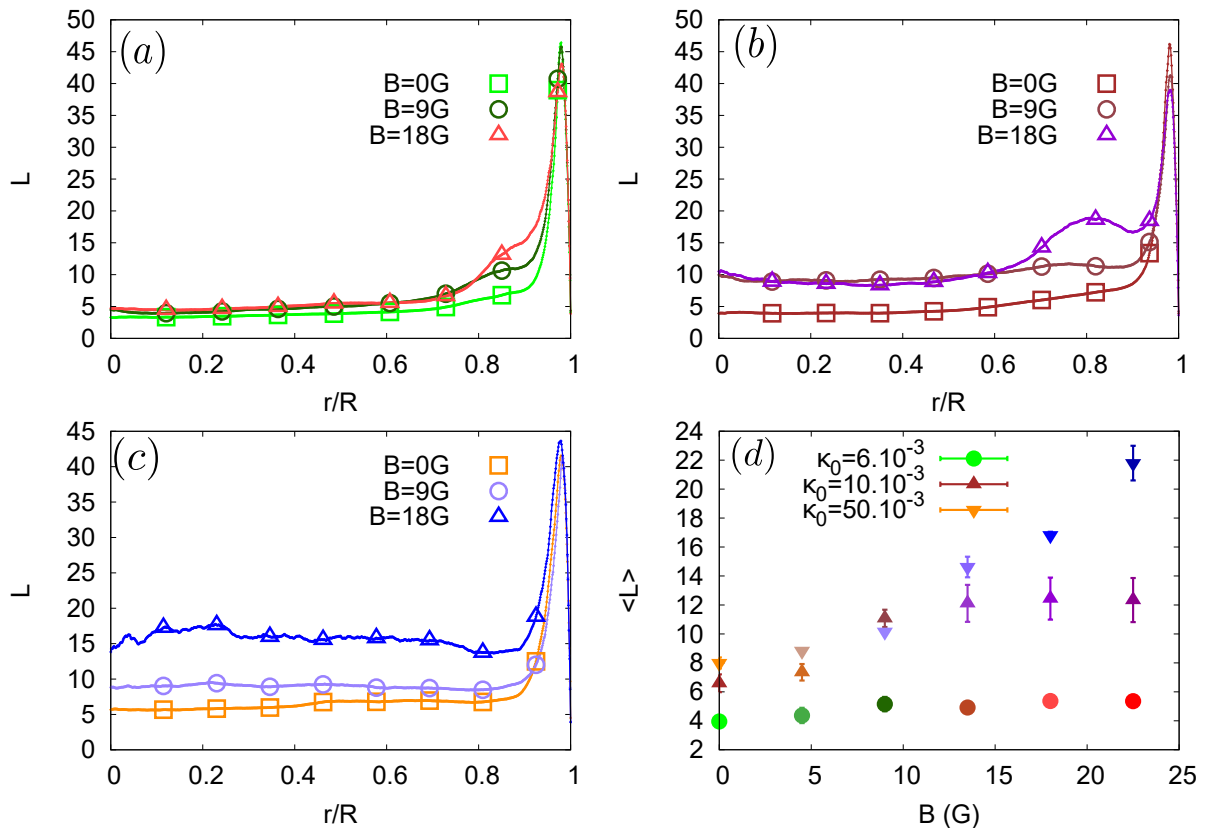 (a)
50
45
40
35
30
25
20
15
10
5
0
L
B=0G
B=9G
B=18G
0 0.2 0.4 0.6 0.8 1
r/R
(b)
50
45
40
35
30
25
20
15
10
5
0
L
B=0G
B=9G
B=18G
0 0.2 0.4 0.6 0.8 1
r/R
(c)
45
40
35
30
25
20
15
10
5
0
L
B=0G
B=9G
B=18G
0 0.2 0.4 0.6 0.8 1
r/R
(d)
24
22
20
18
16
14
12
10
8
6
4
2
<L>
κ₀=6.10⁻³
κ₀=10.10⁻³
κ₀=50.10⁻³
0 5 10 15 20 25
B (G)